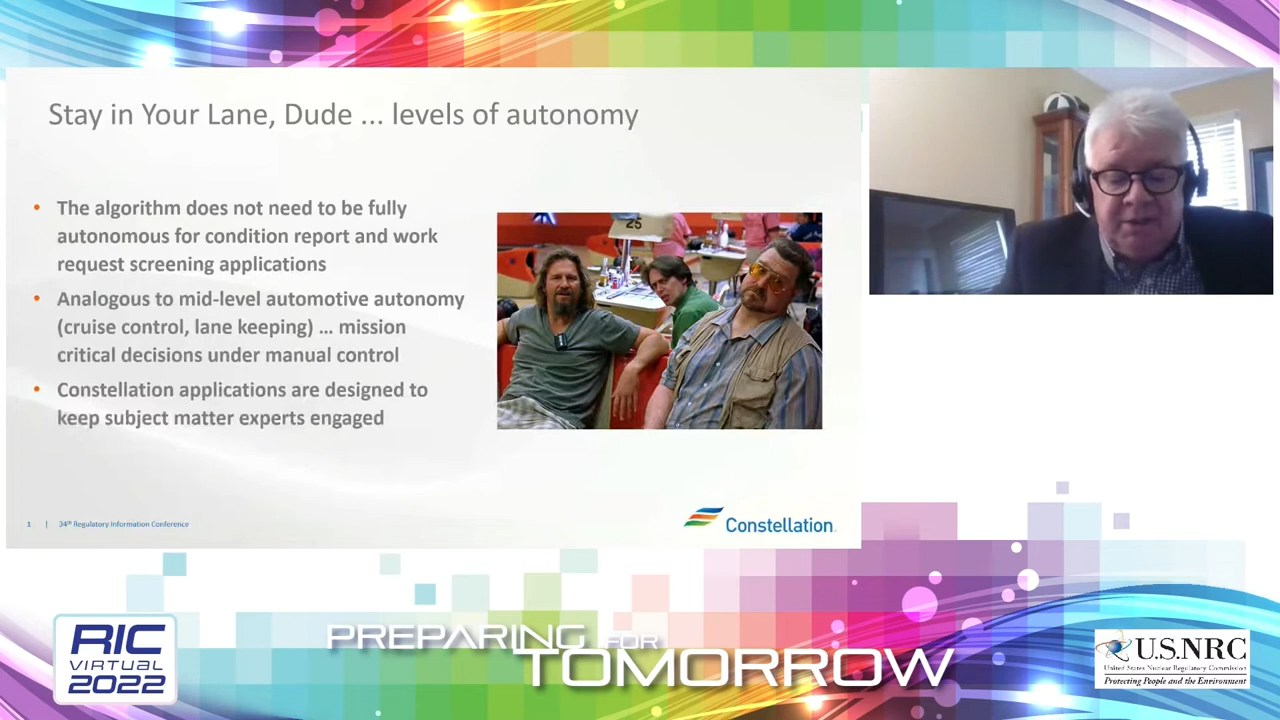 Stay in Your Lane, Dude ... levels of autonomy
• The algorithm does not need to be fully
autonomous for condition report and work
request screening applications
• Analogous to mid-level automotive autonomy
(cruise control, lane keeping) ... mission
critical decisions under manual control
• Constellation applications are designed to
keep subject matter experts engaged
25
1 | 34th Regulatory Information Conference
Constellation
RIC
VIRTUAL
2022
PREPARING FOR
TOMORROW
U.S.NRC
United States Nuclear Regulatory Commission
Protecting People and the Environment